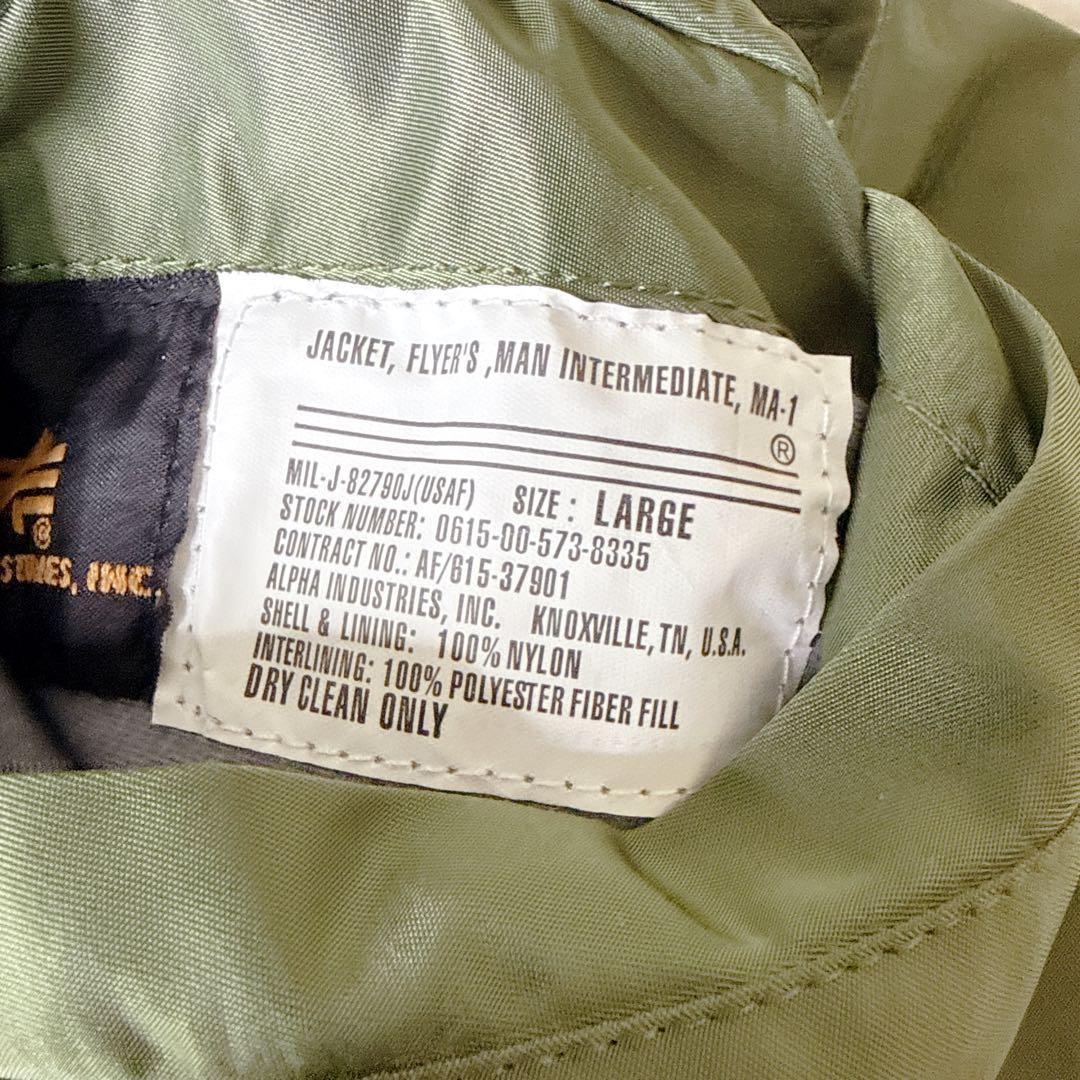 JACKET, FLYER'S ,MAN INTERMEDIATE, MA-1
®
MIL-J-82790J(USAF) SIZE : LARGE
STOCK NUMBER: 0615-00-573-8335
CONTRACT NO.: AF/615-37901
ALPHA INDUSTRIES, INC. KNOXVILLE,TN, U.S.A.
SHELL & LINING: 100% NYLON
INTERLINING: 100% POLYESTER FIBER FILL
DRY CLEAN ONLY
©
INC.